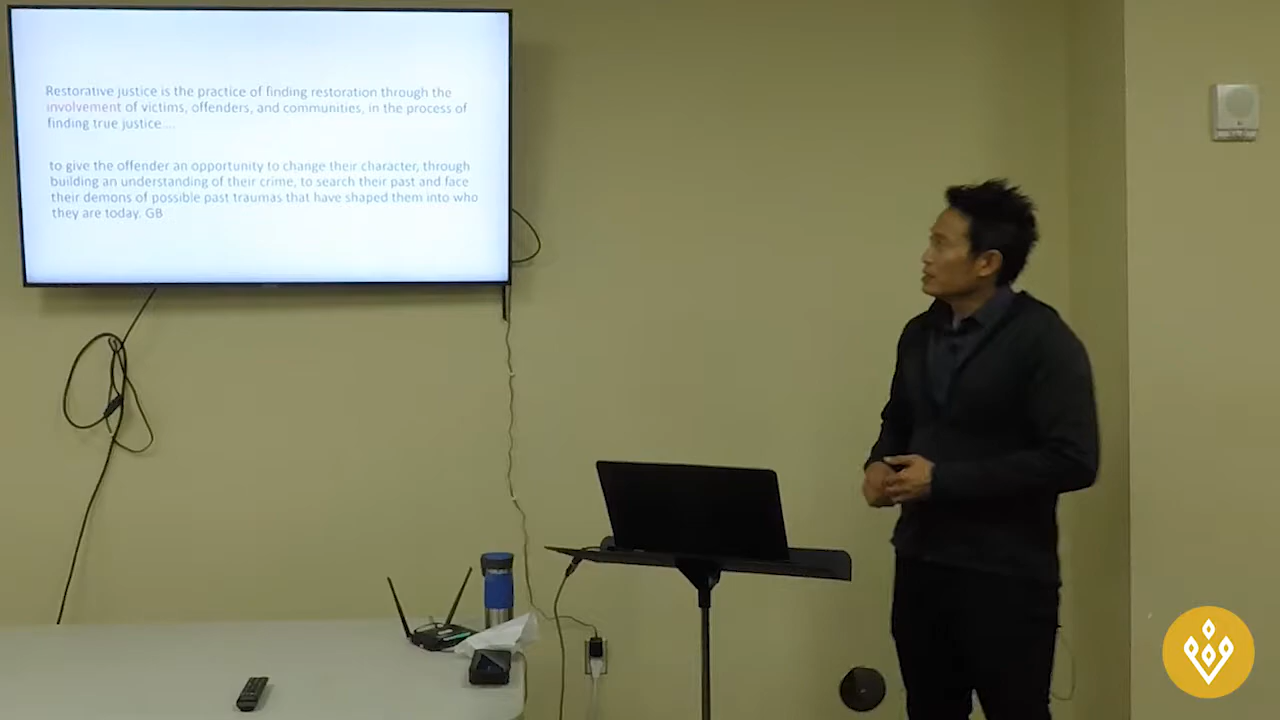 Restorative justice is the practice of finding restoration through the
involvement of victims, offenders, and communities, in the process of
finding true justice....
to give the offender an opportunity to change their character, through
building an understanding of their crime, to search their past and face
their demons of possible past traumas that have shaped them into who
they are today. GB